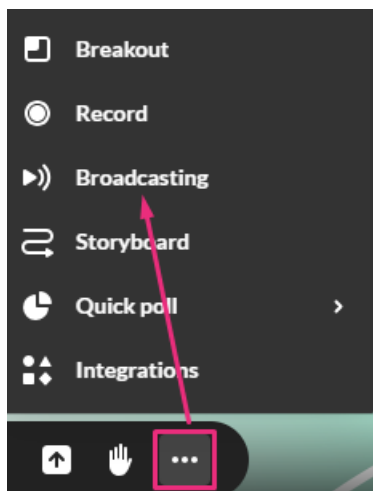 Breakout
Record
Broadcasting
Storyboard
Quick poll
Integrations